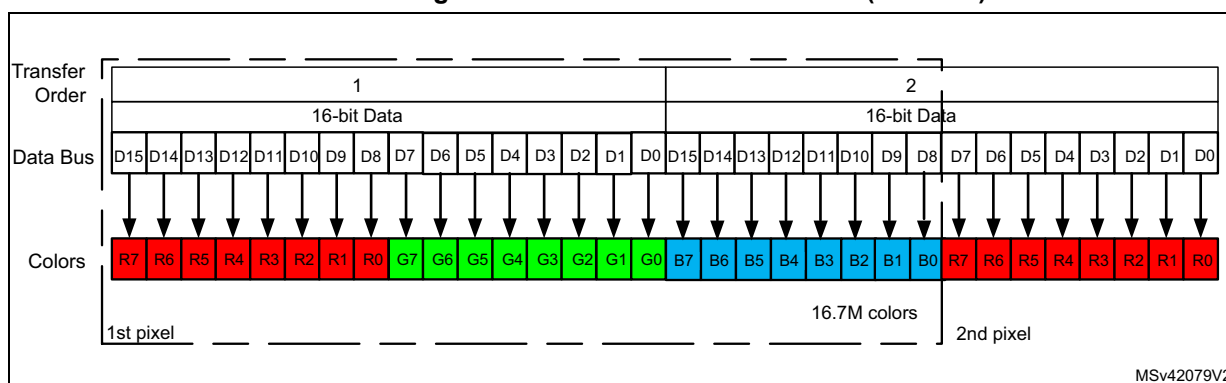 Transfer Order
1 2
16-bit Data 16-bit Data
Data Bus D15 D14 D13 D12 D11 D10 D9 D8 D7 D6 D5 D4 D3 D2 D1 D0 D15 D14 D13 D12 D11 D10 D9 D8 D7 D6 D5 D4 D3 D2 D1 D0
Colors R7 R6 R5 R4 R3 R2 R1 R0 G7 G6 G5 G4 G3 G2 G1 G0 B7 B6 B5 B4 B3 B2 B1 B0 R7 R6 R5 R4 R3 R2 R1 R0
16.7M colors
1st pixel 2nd pixel
MSv42079V2